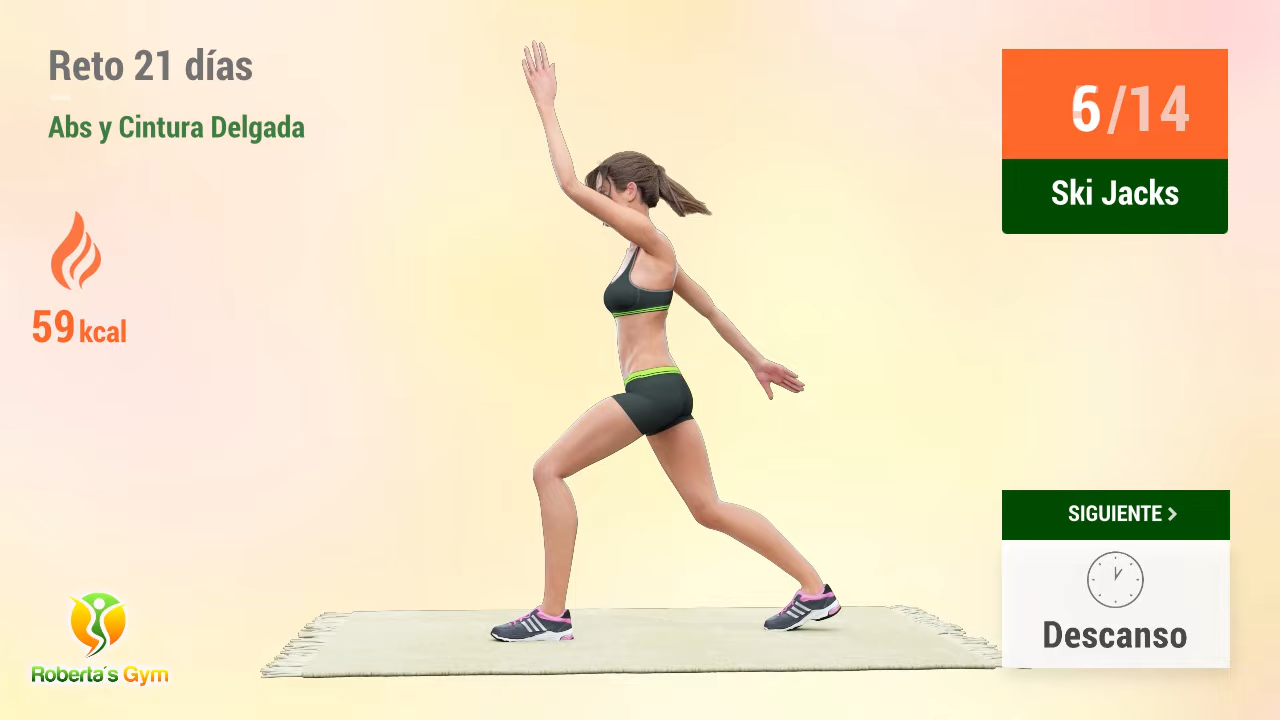 Reto 21 días
Abs y Cintura Delgada
59 kcal
6/14
Ski Jacks
SIGUIENTE >
Descanso
Roberta's Gym